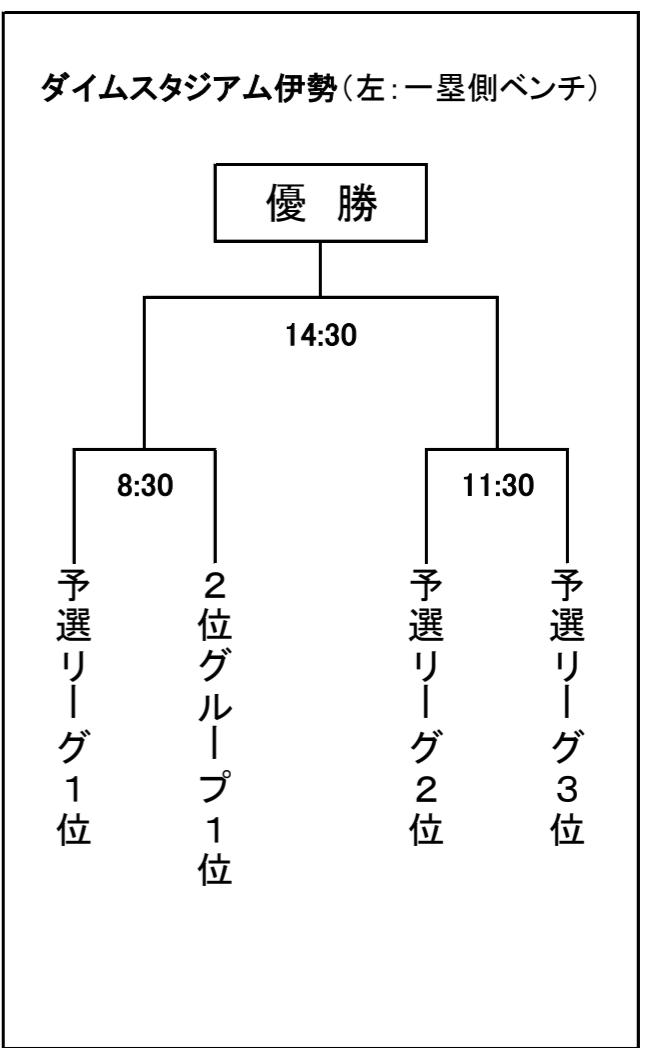 ダイムスタジアム伊勢（左：一塁側ベンチ）
優　勝
14:30
8:30
11:30
予選リーグ１位
２位グループ１位
予選リーグ２位
予選リーグ３位